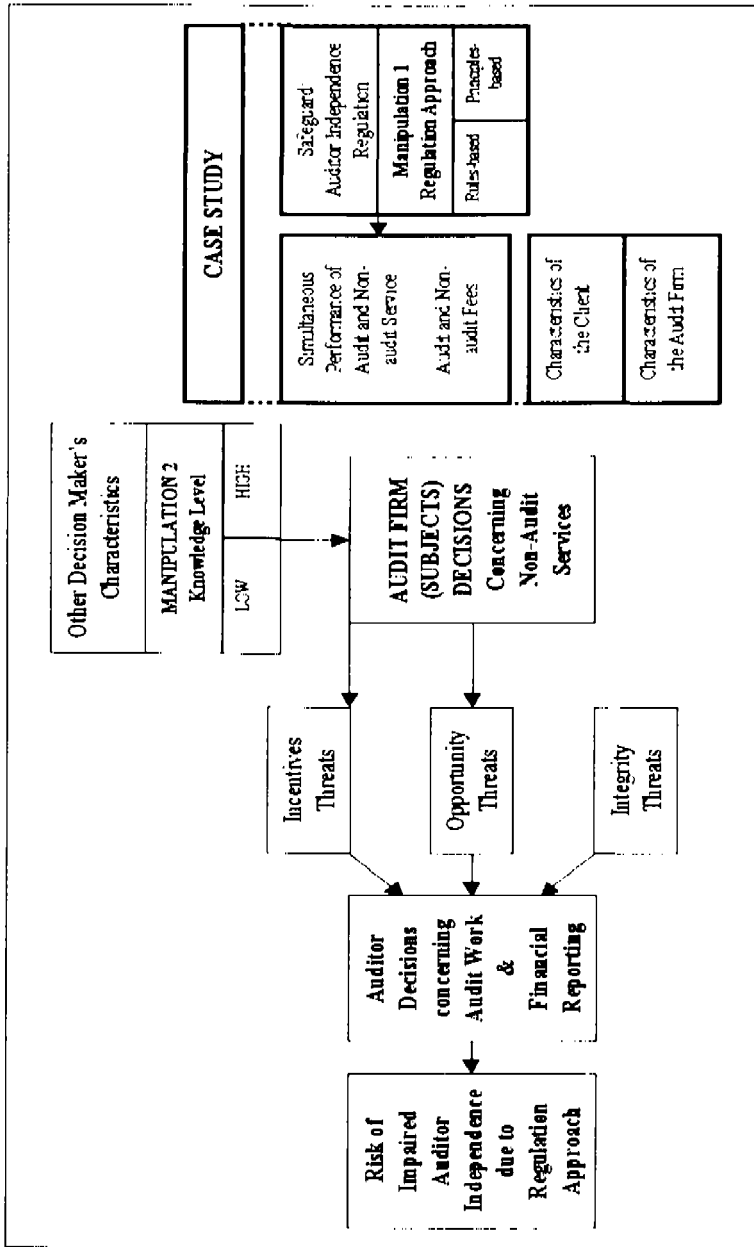 Other Decision Maker's
Characteristics
MANIPULATION 2
Knowledge Level
LOW
HIGH
CASE STUDY
Risk of
Impaired
Auditor
Independence
due to
Regulation
Approach
Auditor
Decisions
concerning
Audit Work
&
Financial
Reporting
Incentives
Threats
Opportunity
Threats
Integrity
Threats
AUDIT FIRM
(SUBJECTS)
DECISIONS
Concerning
Non-Audit
Services
Simultaneous
Performance of
Audit and Non-
audit Service
Audit and Non-
audit Fees
Safeguard:
Auditor Independence
Regulation
Manipulation 1
Regulation Approach
Rules-based
Principles-
based
Characteristics of
the Client
Characteristics of
the Audit Firm